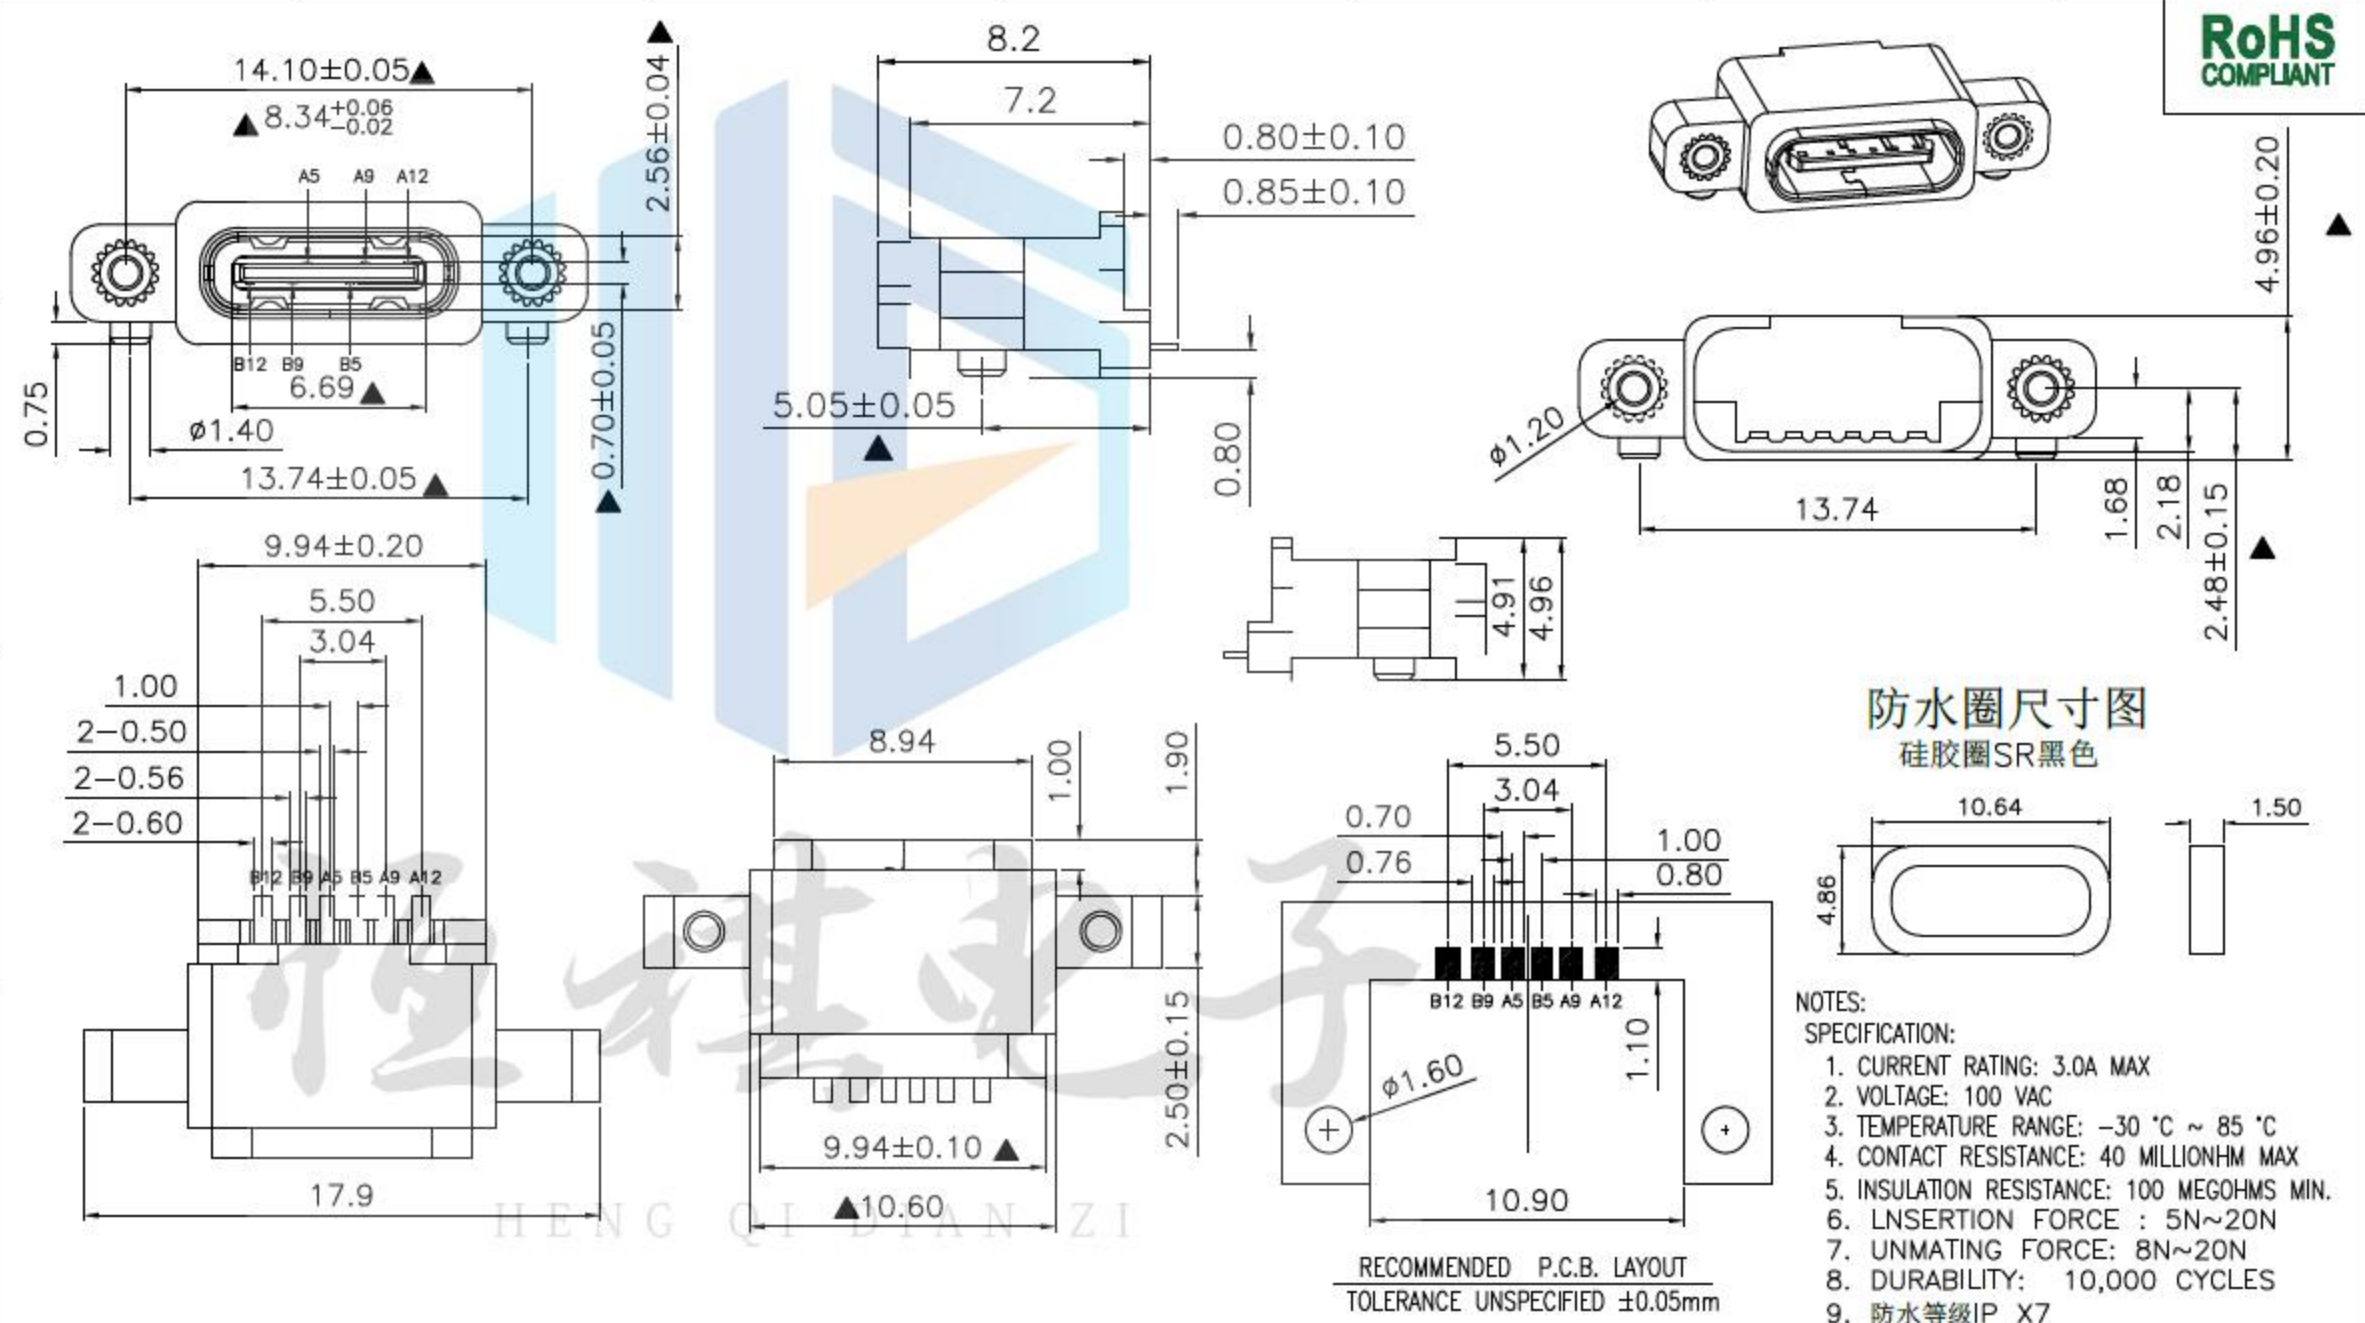 RoHS
COMPLIANT
14.10±0.05▲
▲8.34+0.06
-0.02
2.56±0.04▲
A5 A9 A12
B12 B9 B5
6.69▲
0.75
ø1.40
13.74±0.05▲
▲0.70±0.05
8.2
7.2
0.80±0.10
0.85±0.10
5.05±0.05
▲
0.80
4.96±0.20
▲
ø1.20
13.74
1.68
2.18
2.48±0.15
▲
4.91
4.96
9.94±0.20
5.50
3.04
1.00
2-0.50
2-0.56
2-0.60
B12 B9 A5 B5 A9 A12
17.9
8.94
1.00
1.90
2.50±0.15
9.94±0.10▲
▲10.60
恒祺电子
HENG QI DIAN ZI
5.50
3.04
0.70
1.00
0.76
0.80
B12 B9 A5 B5 A9 A12
1.10
ø1.60
10.90
RECOMMENDED P.C.B. LAYOUT
TOLERANCE UNSPECIFIED ±0.05mm
防水圈尺寸图
硅胶圈SR黑色
10.64
1.50
4.86
NOTES:
SPECIFICATION:
1. CURRENT RATING: 3.0A MAX
2. VOLTAGE: 100 VAC
3. TEMPERATURE RANGE: -30 °C ~ 85 °C
4. CONTACT RESISTANCE: 40 MILLIONHM MAX
5. INSULATION RESISTANCE: 100 MEGOHMS MIN.
6. LNSERTION FORCE : 5N~20N
7. UNMATING FORCE: 8N~20N
8. DURABILITY: 10,000 CYCLES
9. 防水等级IP X7